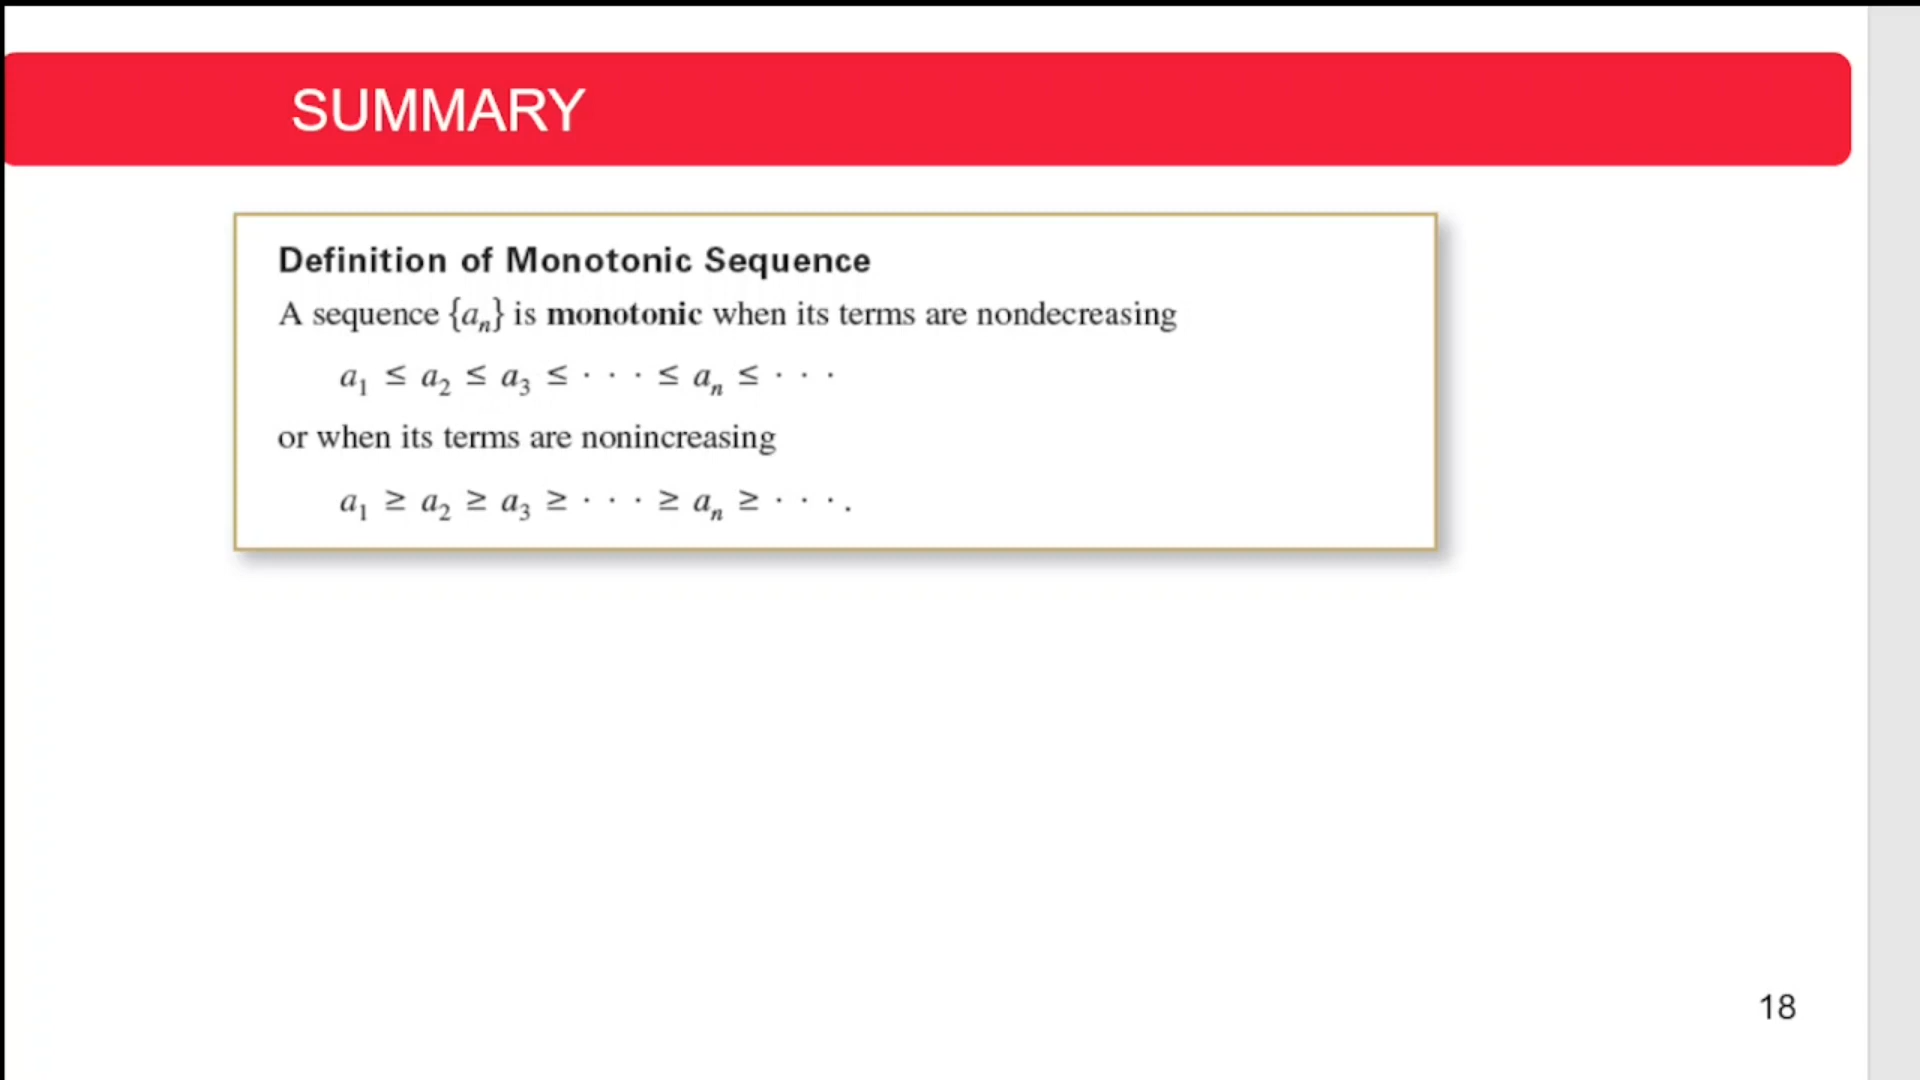 SUMMARY
Definition of Monotonic Sequence
A sequence {aₙ} is monotonic when its terms are nondecreasing
a₁ ≤ a₂ ≤ a₃ ≤ · · · ≤ aₙ ≤ · · ·
or when its terms are nonincreasing
a₁ ≥ a₂ ≥ a₃ ≥ · · · ≥ aₙ ≥ · · · .
18